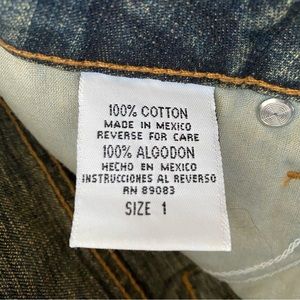 100% COTTON
MADE IN MEXICO
REVERSE FOR CARE
100% ALGODON
HECHO EN MEXICO
INSTRUCCIONES AL REVERSO
RN 89083
SIZE 1